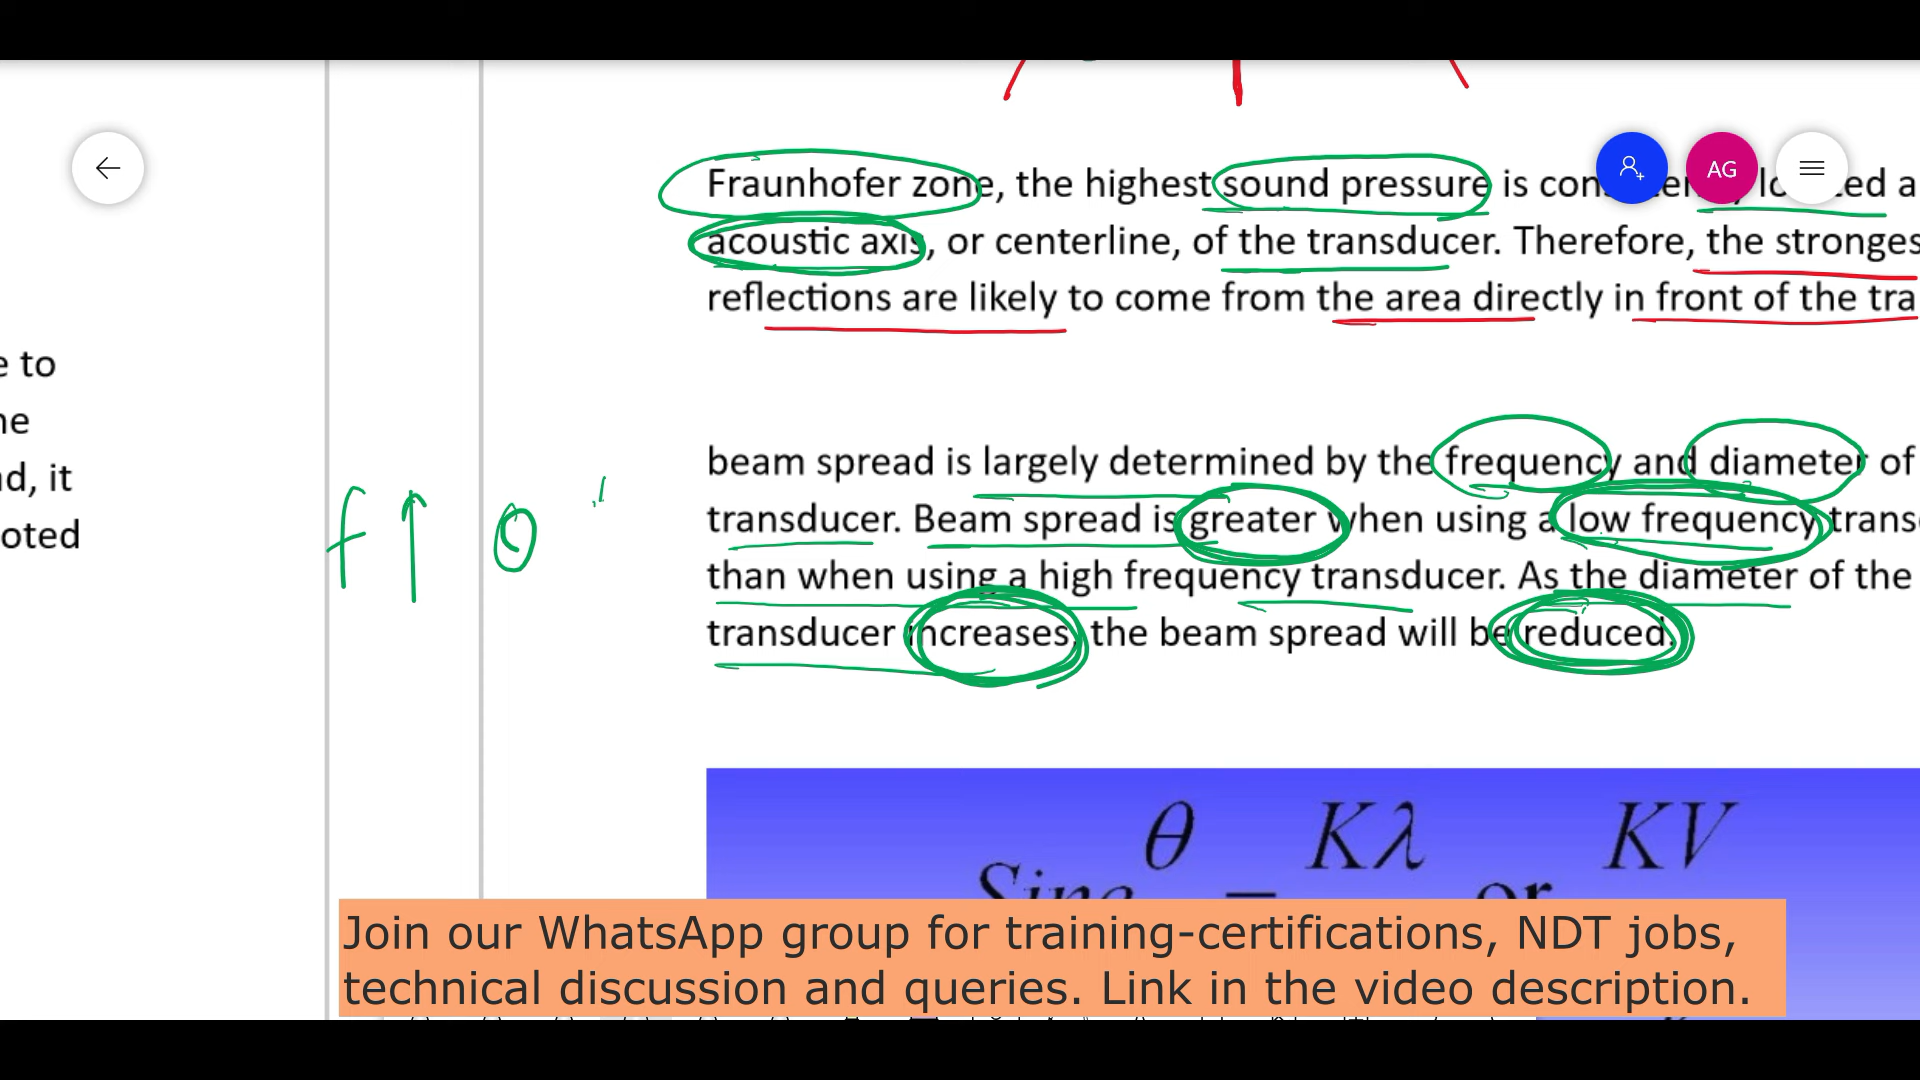 Fraunhofer zone, the highest sound pressure is located a
AG
acoustic axis, or centerline, of the transducer. Therefore, the stronges
reflections are likely to come from the area directly in front of the tra
e to
ne
d, it
oted
beam spread is largely determined by the frequency and diameter of
transducer. Beam spread is greater when using a low frequency trans
than when using a high frequency transducer. As the diameter of the
transducer increases, the beam spread will be reduced.
f ↑ θ
θ Kλ KV
Sine = or
Join our WhatsApp group for training-certifications, NDT jobs,
technical discussion and queries. Link in the video description.